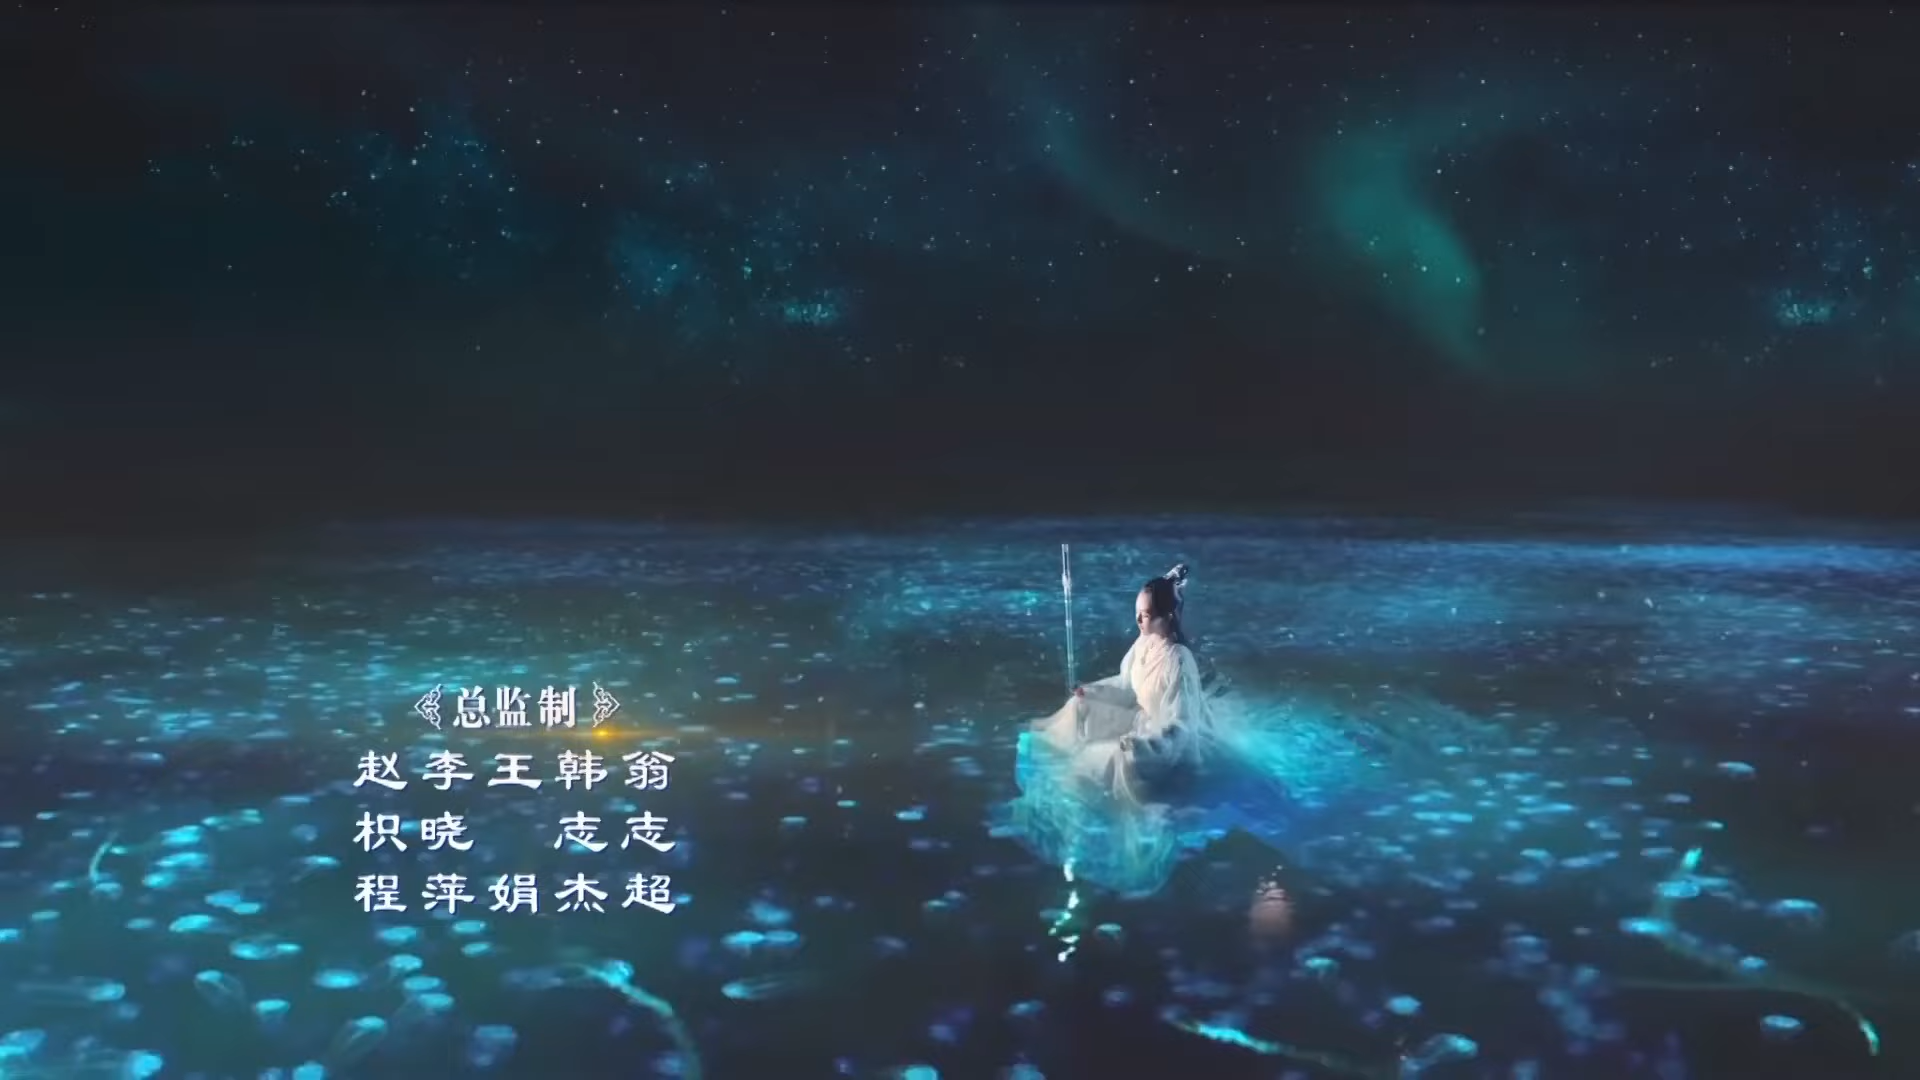 总监制
赵枳程
李晓萍
王娟
韩志杰
翁志超